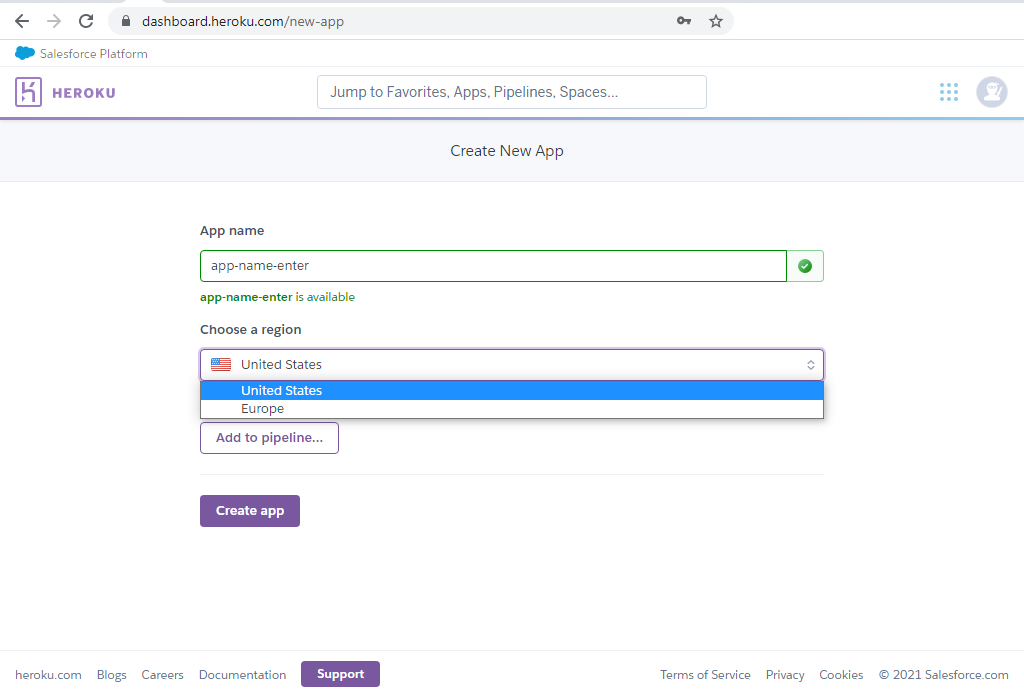 dashboard.heroku.com/new-app
Salesforce Platform
HEROKU
Jump to Favorites, Apps, Pipelines, Spaces...
Create New App
App name
app-name-enter
app-name-enter is available
Choose a region
United States
United States
Europe
Add to pipeline...
Create app
heroku.com Blogs Careers Documentation Support Terms of Service Privacy Cookies © 2021 Salesforce.com